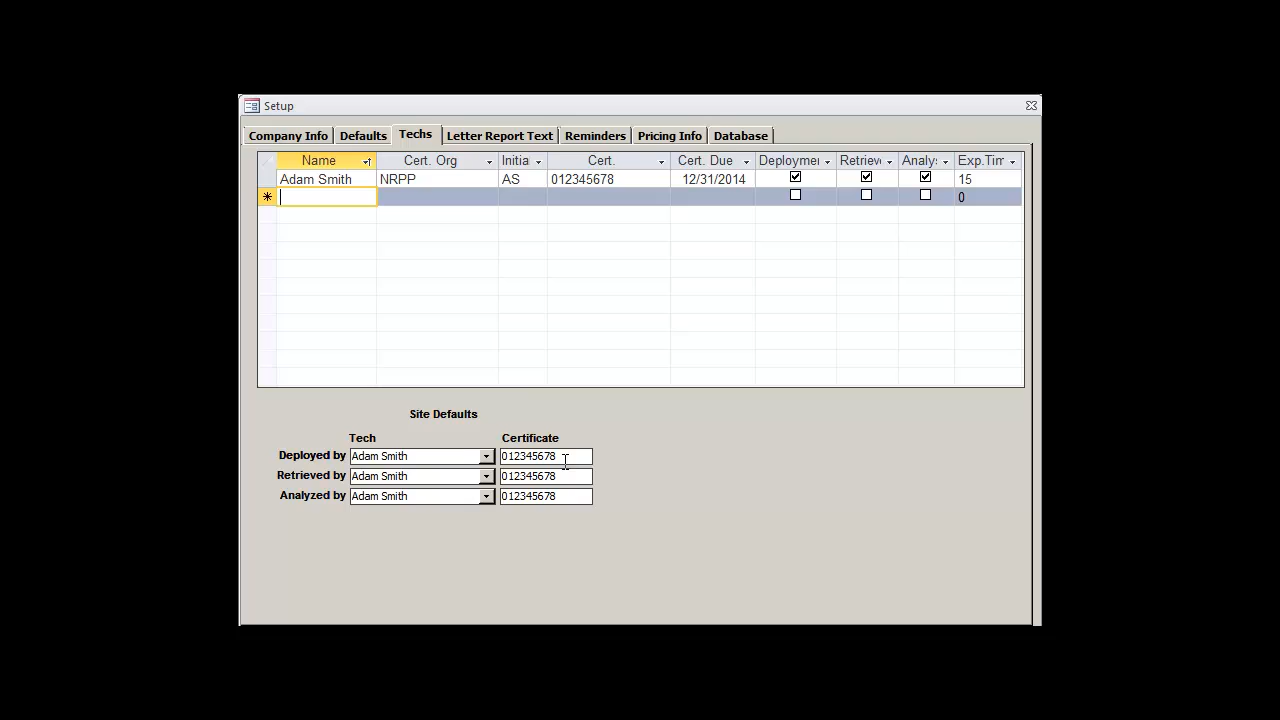 Setup
Company Info Defaults Techs Letter Report Text Reminders Pricing Info Database
Name Cert. Org Initia Cert. Cert. Due Deploymer Retriev Analy: Exp.Tim
Adam Smith NRPP AS 012345678 12/31/2014 15
0
Site Defaults
Tech Certificate
Deployed by Adam Smith 012345678
Retrieved by Adam Smith 012345678
Analyzed by Adam Smith 012345678